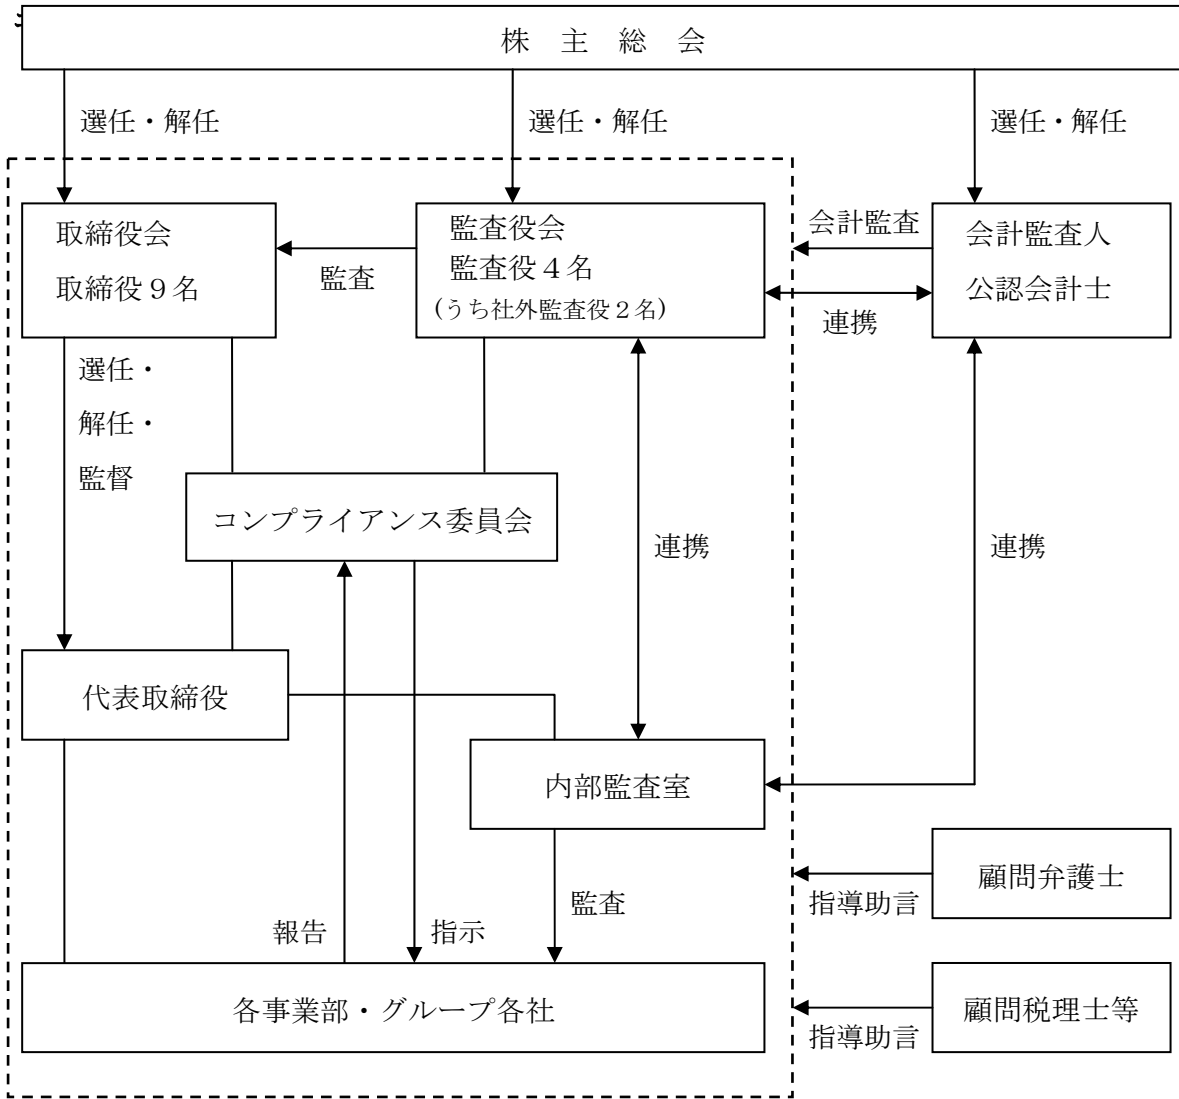 株　主　総　会
選任・解任
選任・解任
選任・解任
取締役会
取締役９名
監査
監査役会
監査役４名
(うち社外監査役２名)
会計監査
連携
会計監査人
公認会計士
選任・
解任・
監督
コンプライアンス委員会
連携
連携
代表取締役
内部監査室
監査
報告
指示
各事業部・グループ各社
顧問弁護士
指導助言
顧問税理士等
指導助言